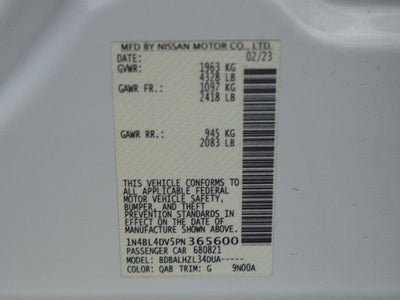 MFD BY NISSAN MOTOR CO., LTD.
DATE: 02/23
GVWR: 1963 KG
4328 LB
GAWR FR.: 1097 KG
2418 LB
GAWR RR.: 945 KG
2083 LB
THIS VEHICLE CONFORMS TO
ALL APPLICABLE FEDERAL
MOTOR VEHICLE SAFETY,
BUMPER, AND THEFT
PREVENTION STANDARDS IN
EFFECT ON THE DATE OF
MANUFACTURE SHOWN ABOVE.
1N4BL4DV5PN365600
PASSENGER CAR 680821
MODEL: BDBALHZL34DUA-----
COLOR: QAB TRIM: G 9N00A